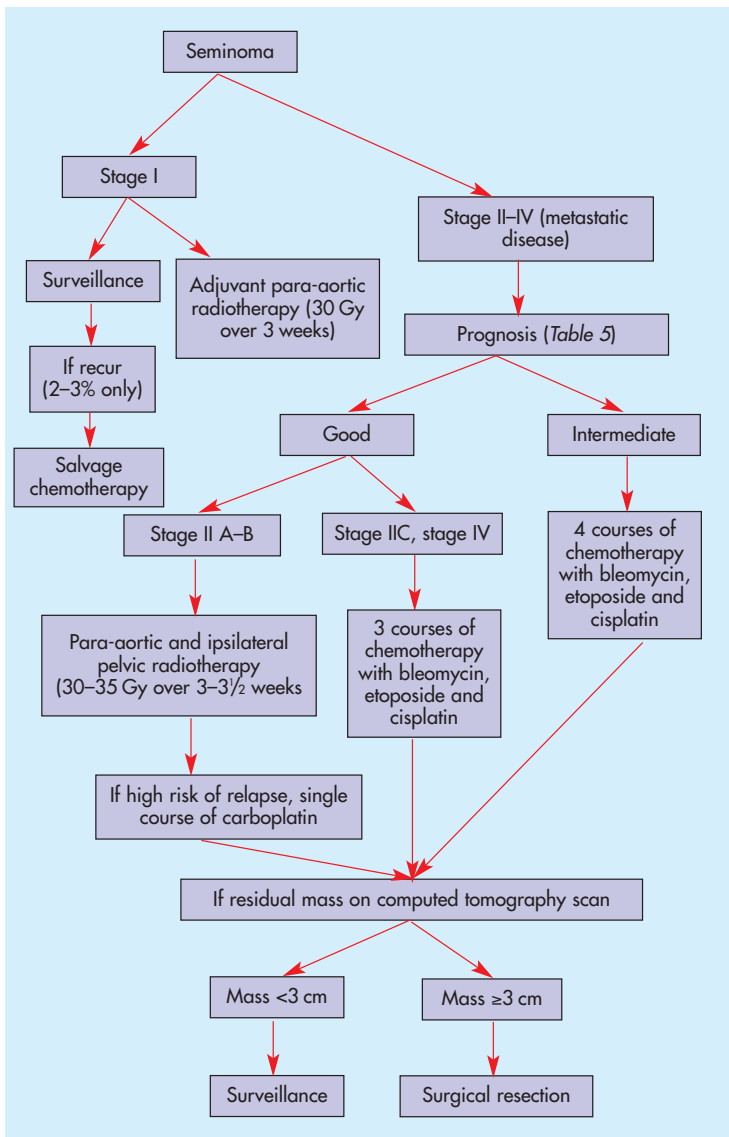 Seminoma
Stage I
Stage II–IV (metastatic
disease)
Surveillance
Adjuvant para-aortic
radiotherapy (30 Gy
over 3 weeks)
Prognosis (Table 5)
If recur
(2–3% only)
Good
Intermediate
Salvage
chemotherapy
Stage II A–B
Stage IIC, stage IV
4 courses of
chemotherapy
with bleomycin,
etoposide and
cisplatin
Para-aortic and ipsilateral
pelvic radiotherapy
(30–35 Gy over 3–3½ weeks
3 courses of
chemotherapy
with bleomycin,
etoposide and
cisplatin
If high risk of relapse, single
course of carboplatin
If residual mass on computed tomography scan
Mass <3 cm
Mass ≥3 cm
Surveillance
Surgical resection